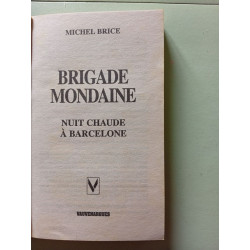 MICHEL BRICE
BRIGADE
MONDAINE
NUIT CHAUDE
À BARCELONE
V
VAUVENARGUES